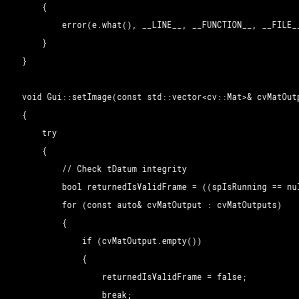 {
error(e.what(), __LINE__, __FUNCTION__, __FILE__
}
}
void Gui::setImage(const std::vector<cv::Mat>& cvMatOutp
{
try
{
// Check tDatum integrity
bool returnedIsValidFrame = ((spIsRunning == nul
for (const auto& cvMatOutput : cvMatOutputs)
{
if (cvMatOutput.empty())
{
returnedIsValidFrame = false;
break;